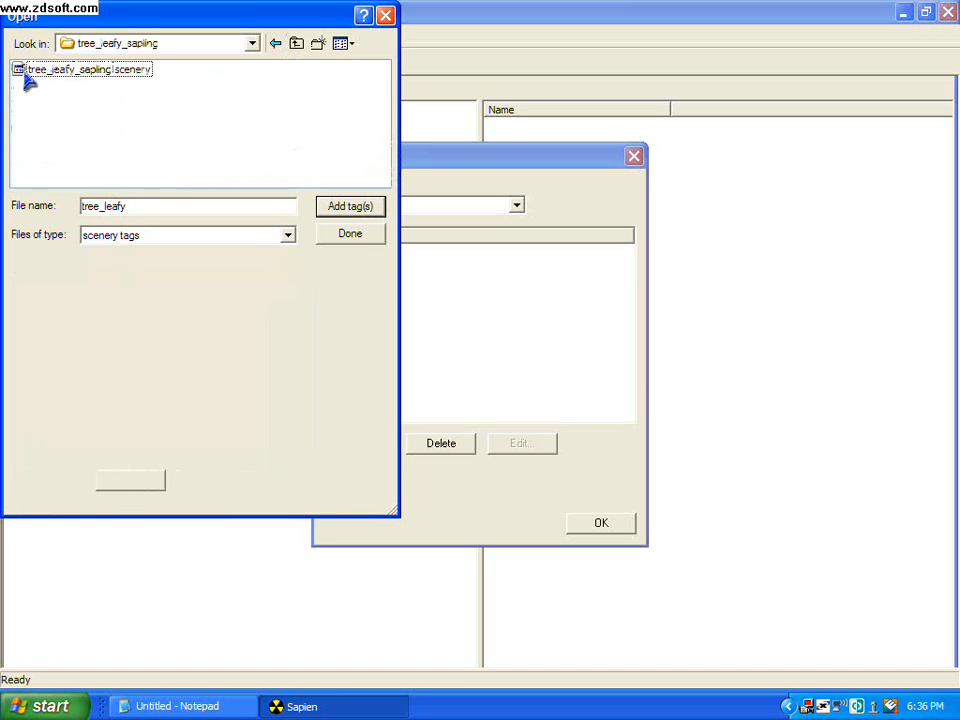 www.zdsoft.com
Open
Look in: tree_leafy_sapling
tree_leafy_sapling.scenery
File name: tree_leafy Add tag(s)
Files of type: scenery tags Done
Name
Delete Edit...
OK
Ready
start Untitled - Notepad Sapien 6:36 PM